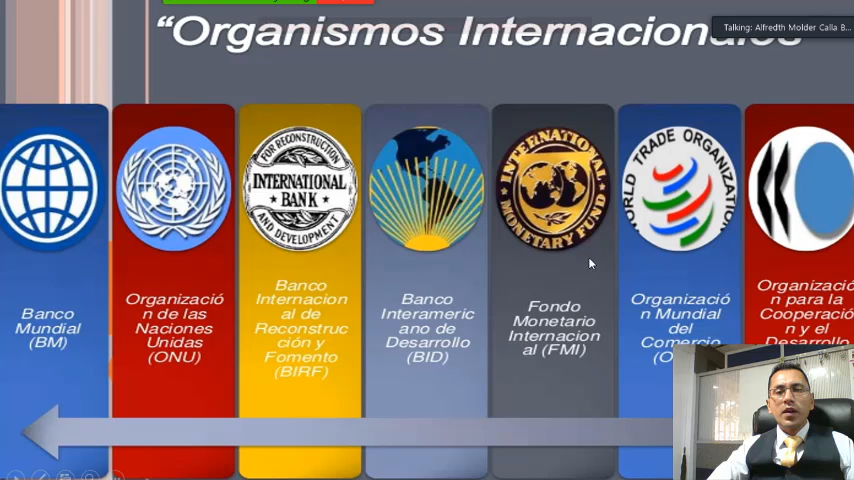 “Organismos Internacionales
Talking: Alfredth Molder Calla B...
FOR RECONSTRUCTION
INTERNATIONAL
BANK
AND DEVELOPMENT
INTERNATIONAL
MONETARY FUND
WORLD TRADE ORGANIZATION
Banco
Mundial
(BM)
Organizació
n de las
Naciones
Unidas
(ONU)
Banco
Internacion
al de
Reconstruc
ción y
Fomento
(BIRF)
Banco
Interameric
ano de
Desarrollo
(BID)
Fondo
Monetario
Internacion
al (FMI)
Organizació
n Mundial
del
Comercio
(O
Organizació
n para la
Cooperació
n y el
Desarrollo